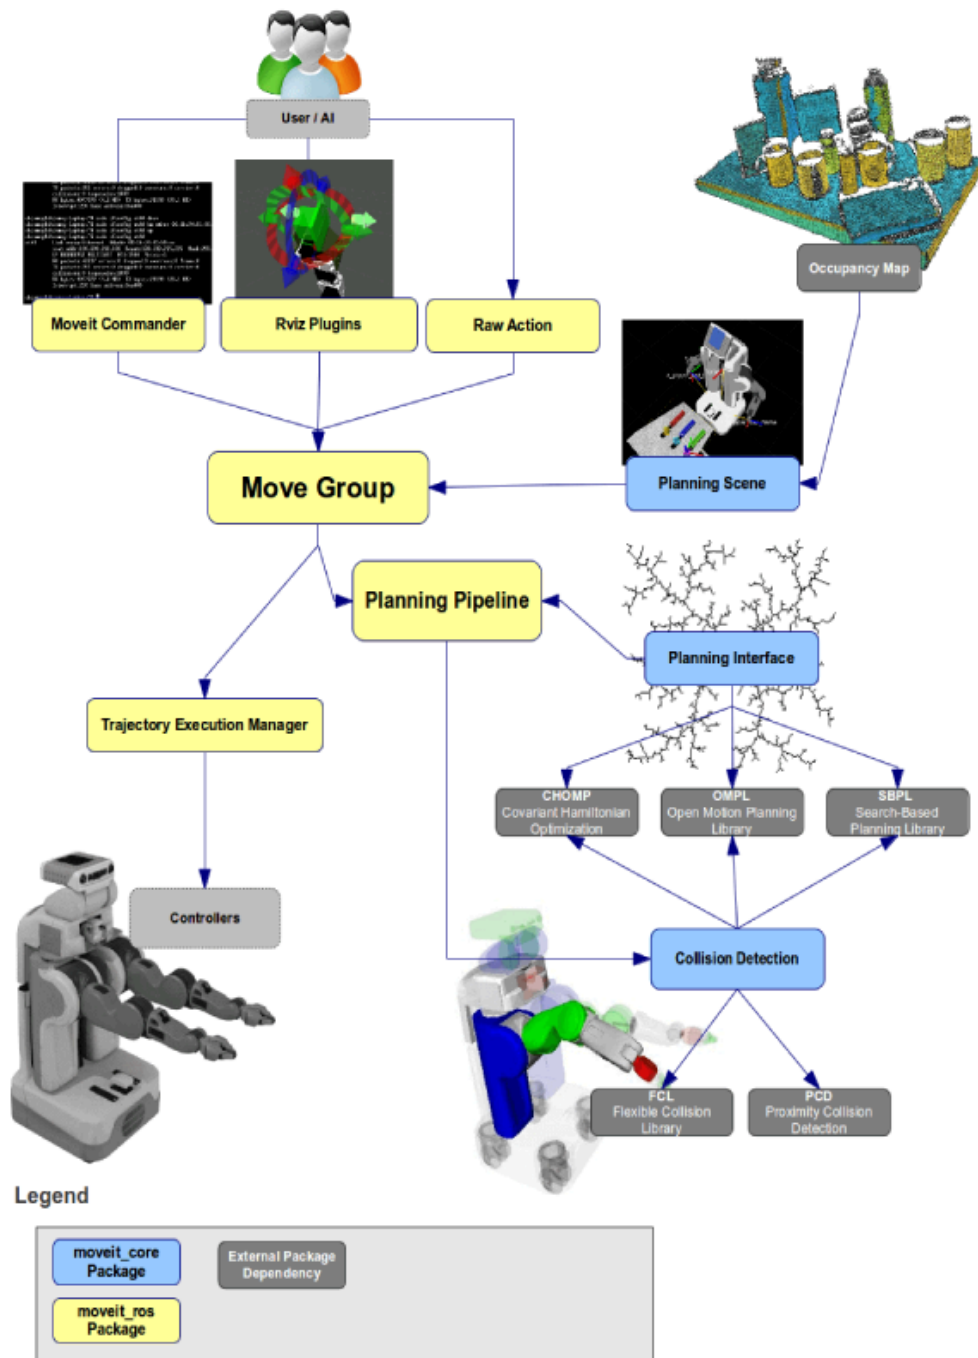 User / AI
Occupancy Map
Moveit Commander
Rviz Plugins
Raw Action
Move Group
Planning Scene
Planning Pipeline
Planning Interface
Trajectory Execution Manager
CHOMP
Covariant Hamiltonian
Optimization
OMPL
Open Motion Planning
Library
SBPL
Search-Based
Planning Library
Controllers
Collision Detection
FCL
Flexible Collision
Library
PCD
Proximity Collision
Detection
Legend
moveit_core
Package
External Package
Dependency
moveit_ros
Package